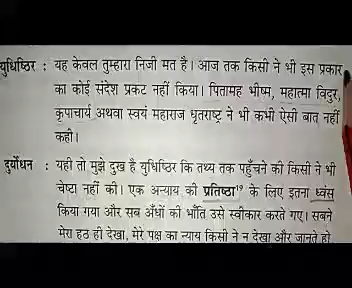 युधिष्ठिर : यह केवल तुम्हारा निजी मत है। आज तक किसी ने भी इस प्रकार
का कोई संदेश प्रकट नहीं किया। पितामह भीष्म, महात्मा विदुर,
कृपाचार्य अथवा स्वयं महाराज धृतराष्ट्र ने भी कभी ऐसी बात नहीं
कही।
दुर्योधन : यही तो मुझे दुख है युधिष्ठिर कि तथ्य तक पहुँचने की किसी ने भी
चेष्टा नहीं की। एक अन्याय की प्रतिष्ठा¹⁹ के लिए इतना ध्वंस
किया गया और सब अँधों की भाँति उसे स्वीकार करते गए। सबने
मेरा हठ ही देखा, मेरे पक्ष का न्याय किसी ने न देखा और जानते हो